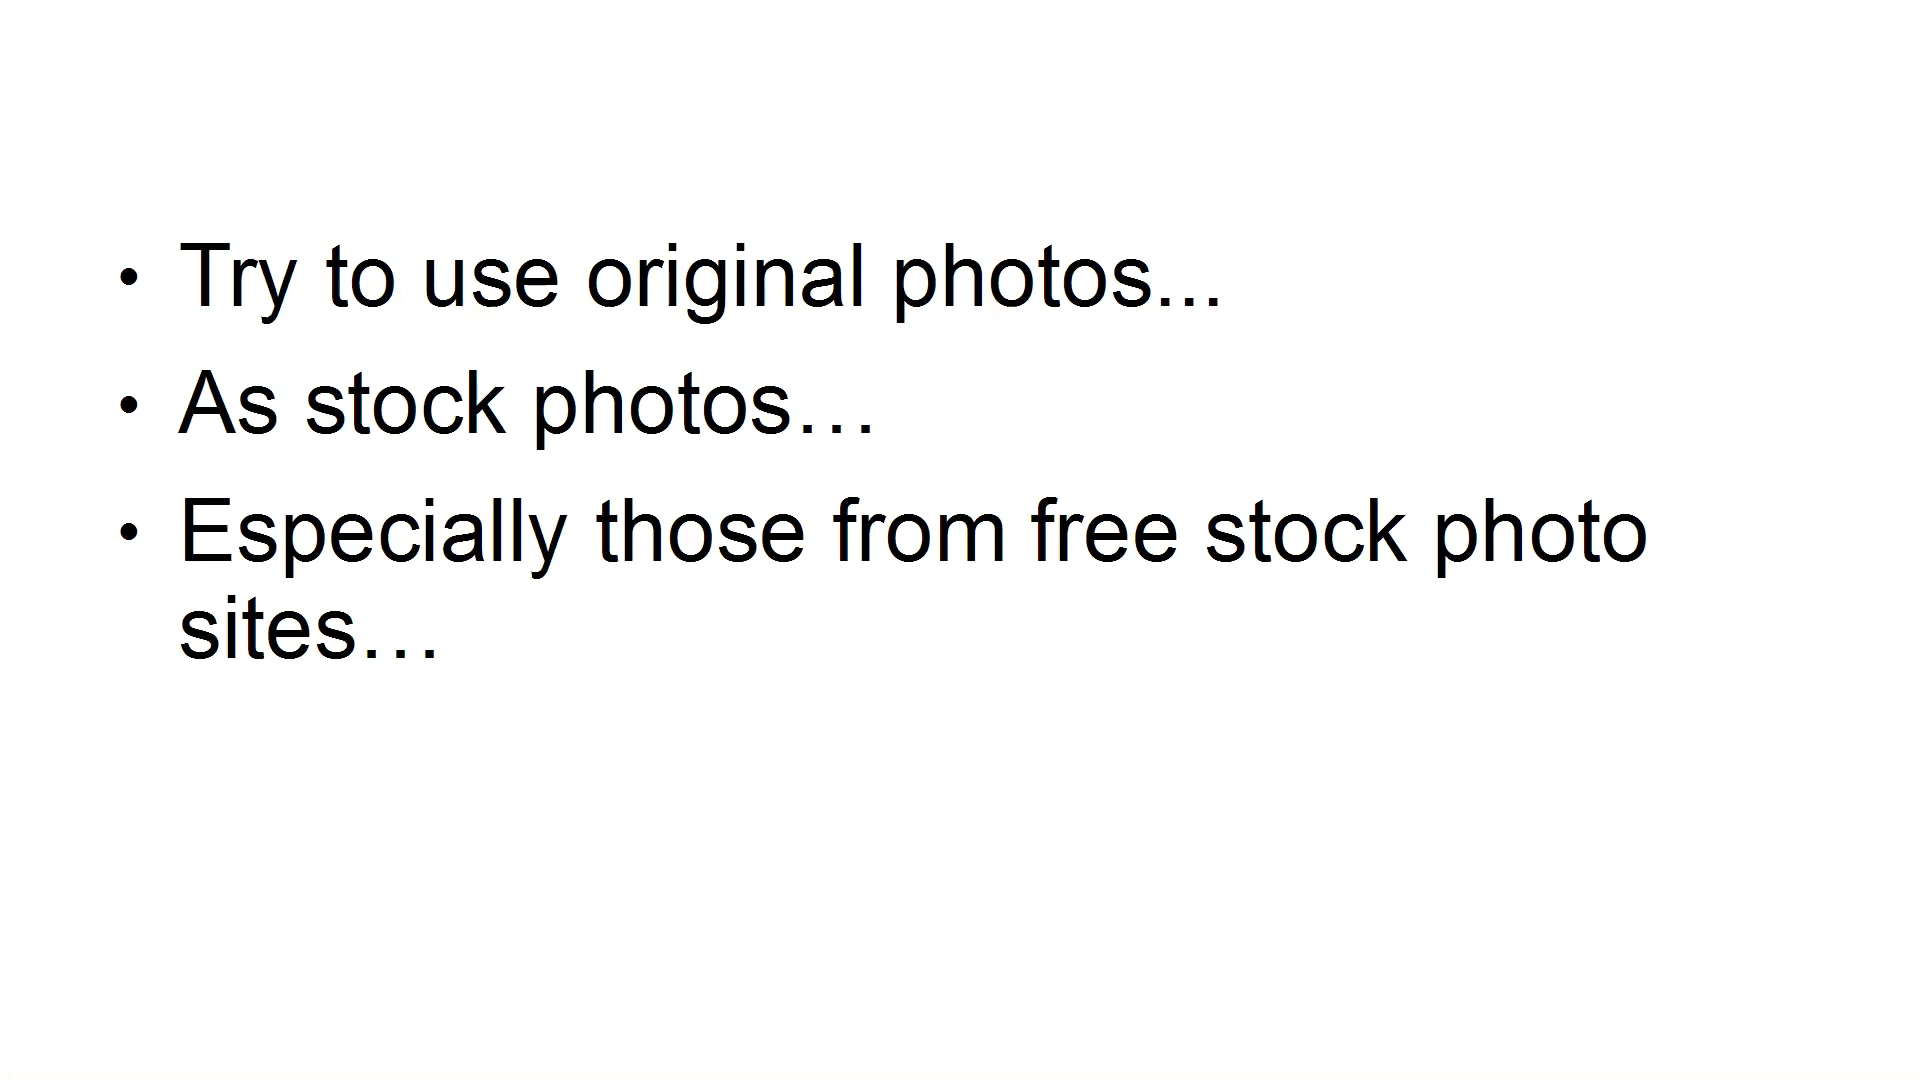 • Try to use original photos...
• As stock photos…
• Especially those from free stock photo
sites…